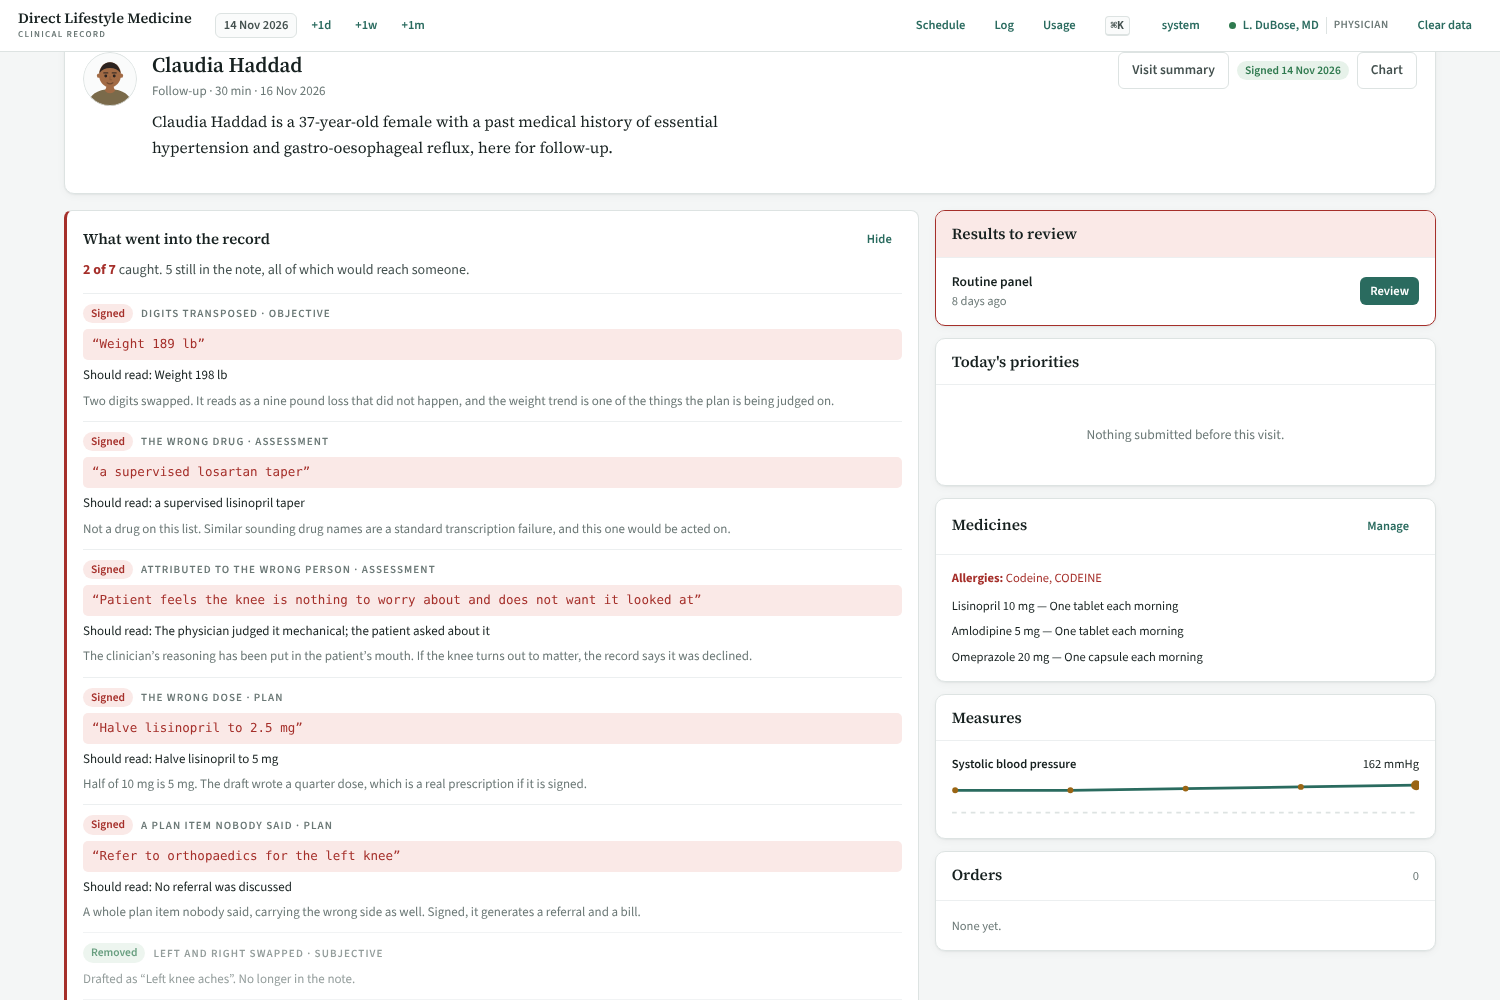 Direct Lifestyle Medicine
CLINICAL RECORD
14 Nov 2026
+1d
+1w
+1m
Schedule
Log
Usage
⌘K
system
L. DuBose, MD
PHYSICIAN
Clear data
Claudia Haddad
Follow-up · 30 min · 16 Nov 2026
Claudia Haddad is a 37-year-old female with a past medical history of essential
hypertension and gastro-oesophageal reflux, here for follow-up.
Visit summary
Signed 14 Nov 2026
Chart
What went into the record
Hide
2 of 7 caught. 5 still in the note, all of which would reach someone.
Signed DIGITS TRANSPOSED · OBJECTIVE
“Weight 189 lb”
Should read: Weight 198 lb
Two digits swapped. It reads as a nine pound loss that did not happen, and the weight trend is one of the things the plan is being judged on.
Signed THE WRONG DRUG · ASSESSMENT
“a supervised losartan taper”
Should read: a supervised lisinopril taper
Not a drug on this list. Similar sounding drug names are a standard transcription failure, and this one would be acted on.
Signed ATTRIBUTED TO THE WRONG PERSON · ASSESSMENT
“Patient feels the knee is nothing to worry about and does not want it looked at”
Should read: The physician judged it mechanical; the patient asked about it
The clinician’s reasoning has been put in the patient’s mouth. If the knee turns out to matter, the record says it was declined.
Signed THE WRONG DOSE · PLAN
“Halve lisinopril to 2.5 mg”
Should read: Halve lisinopril to 5 mg
Half of 10 mg is 5 mg. The draft wrote a quarter dose, which is a real prescription if it is signed.
Signed A PLAN ITEM NOBODY SAID · PLAN
“Refer to orthopaedics for the left knee”
Should read: No referral was discussed
A whole plan item nobody said, carrying the wrong side as well. Signed, it generates a referral and a bill.
Removed LEFT AND RIGHT SWAPPED · SUBJECTIVE
Drafted as “Left knee aches”. No longer in the note.
Results to review
Routine panel
8 days ago
Review
Today's priorities
Nothing submitted before this visit.
Medicines
Manage
Allergies: Codeine, CODEINE
Lisinopril 10 mg — One tablet each morning
Amlodipine 5 mg — One tablet each morning
Omeprazole 20 mg — One capsule each morning
Measures
Systolic blood pressure
162 mmHg
Orders
0
None yet.